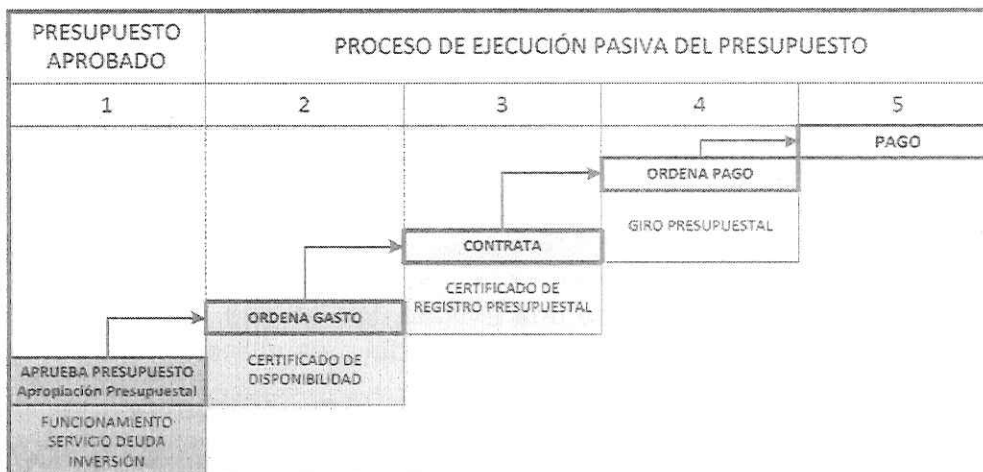 PRESUPUESTO
APROBADO
PROCESO DE EJECUCIÓN PASIVA DEL PRESUPUESTO
1
2
3
4
5
PAGO
ORDENA PAGO
GIRO PRESUPUESTAL
CONTRATA
CERTIFICADO DE
REGISTRO PRESUPUESTAL
ORDENA GASTO
CERTIFICADO DE
DISPONIBILIDAD
APRUEBA PRESUPUESTO
Apropiación Presupuestal
FUNCIONAMIENTO
SERVICIO DEUDA
INVERSIÓN